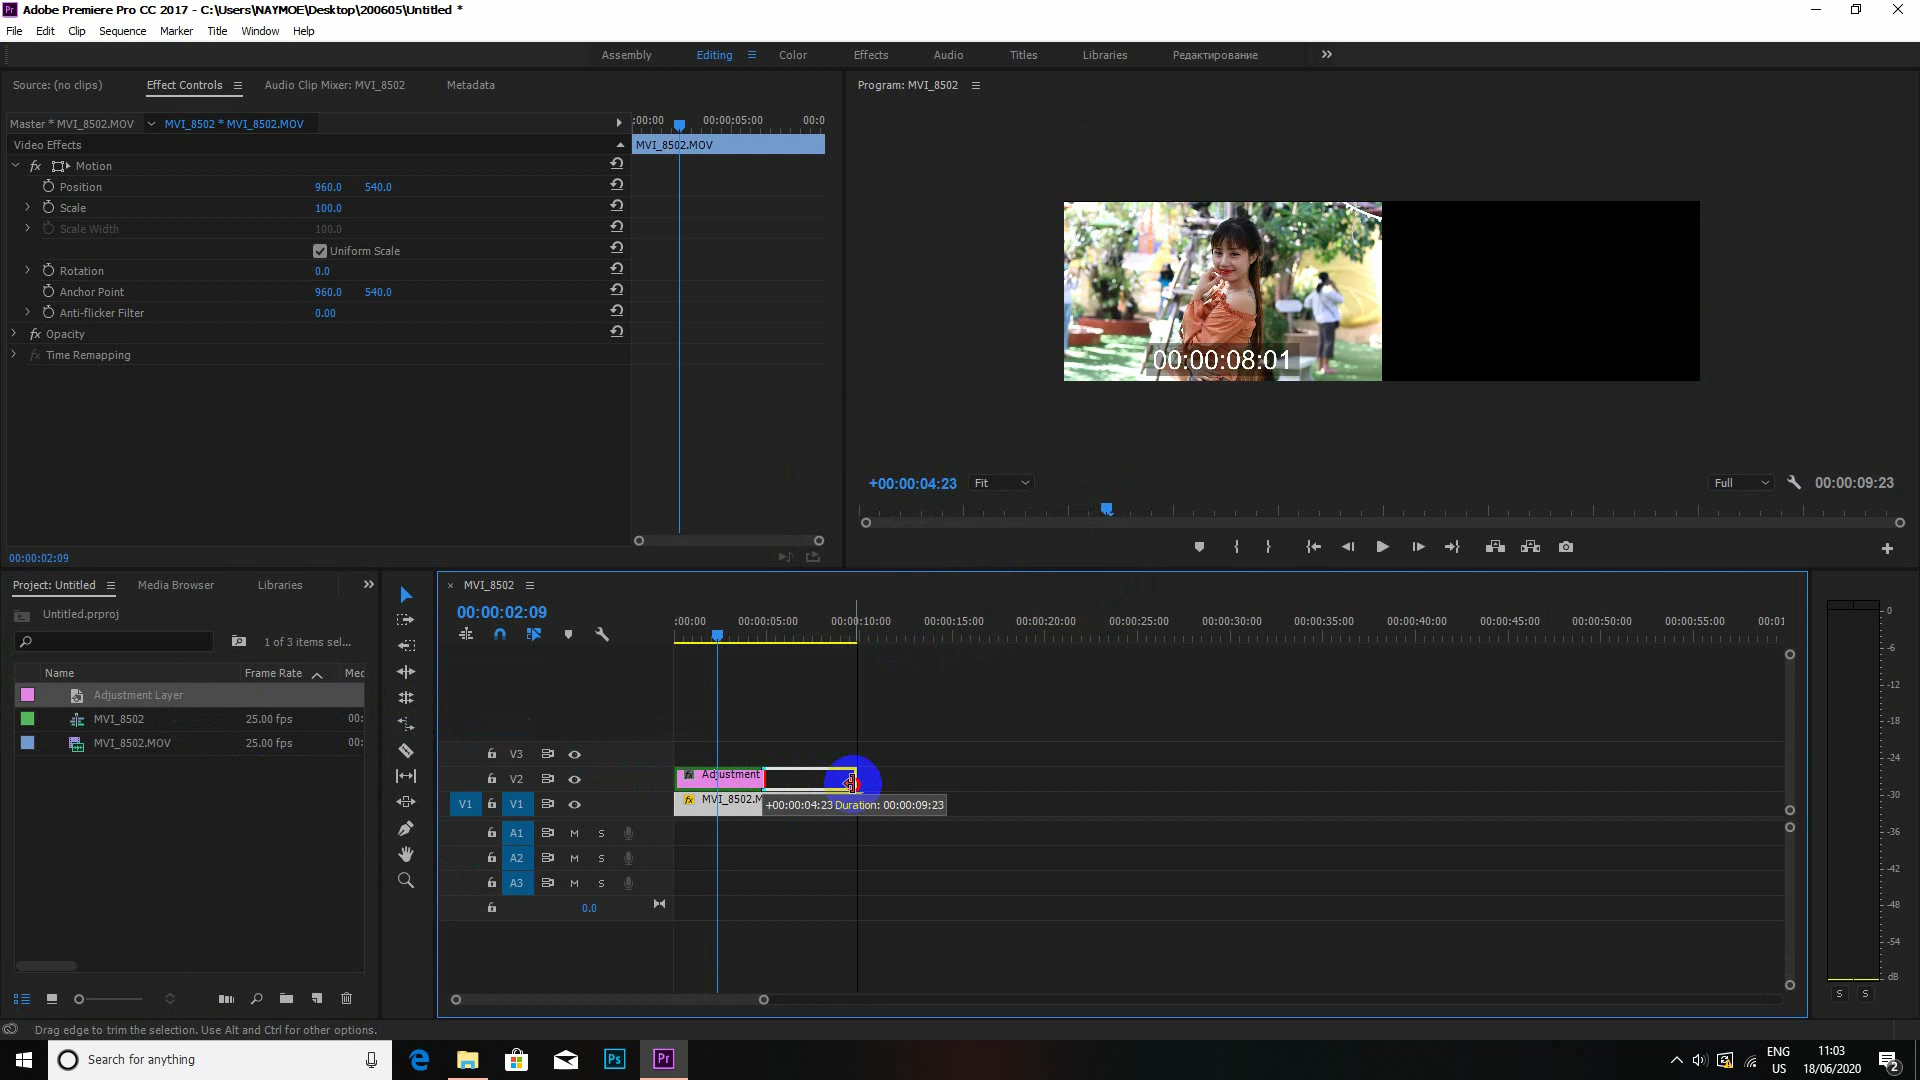 Adobe Premiere Pro CC 2017 - C:\Users\NAYMOE\Desktop\200605\Untitled *
File Edit Clip Sequence Marker Title Window Help
Assembly Editing Color Effects Audio Titles Libraries Редактирование
Source: (no clips) Effect Controls Audio Clip Mixer: MVI_8502 Metadata
Program: MVI_8502
Master * MVI_8502.MOV MVI_8502 * MVI_8502.MOV
:00:00 00:00:05:00 00:0
Video Effects
MVI_8502.MOV
fx Motion
Position 960.0 540.0
Scale 100.0
Scale Width 100.0
Uniform Scale
Rotation 0.0
Anchor Point 960.0 540.0
Anti-flicker Filter 0.00
fx Opacity
fx Time Remapping
00:00:08:01
+00:00:04:23 Fit Full 00:00:09:23
00:00:02:09
Project: Untitled Media Browser Libraries
Untitled.prproj
1 of 3 items sel...
Name Frame Rate Mec
Adjustment Layer
MVI_8502 25.00 fps 00:
MVI_8502.MOV 25.00 fps 00:
× MVI_8502
00:00:02:09
:00:00 00:00:05:00 00:00:10:00 00:00:15:00 00:00:20:00 00:00:25:00 00:00:30:00 00:00:35:00 00:00:40:00 00:00:45:00 00:00:50:00 00:00:55:00 00:01
V3
V2 fx Adjustment
V1 V1 fx MVI_8502.M
+00:00:04:23 Duration: 00:00:09:23
A1 M S
A2 M S
A3 M S
0.0
0
-6
-12
-18
-24
-30
-36
-42
-48
-54
dB
S S
Drag edge to trim the selection. Use Alt and Ctrl for other options.
Search for anything
Ps
Pr
ENG
US
11:03
18/06/2020
2